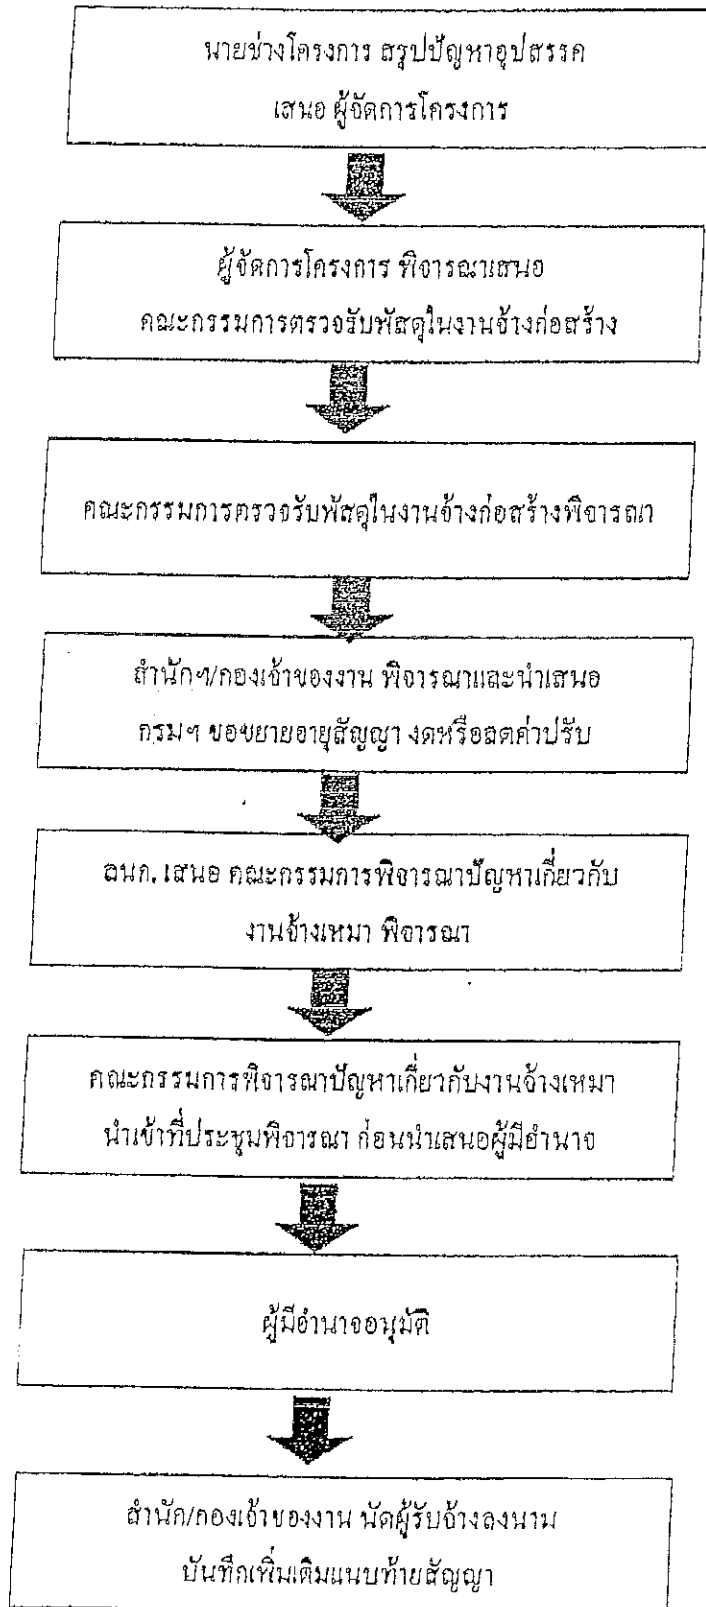 นายช่างโครงการ สรุปปัญหาอุปสรรค
เสนอ ผู้จัดการโครงการ
ผู้จัดการโครงการ พิจารณาเสนอ
คณะกรรมการตรวจรับพัสดุในงานจ้างก่อสร้าง
คณะกรรมการตรวจรับพัสดุในงานจ้างก่อสร้างพิจารณา
สำนักฯ/กองเจ้าของงาน พิจารณาและนำเสนอ
กรมฯ ขอขยายอายุสัญญา งดหรือลดค่าปรับ
ลนก. เสนอ คณะกรรมการพิจารณาปัญหาเกี่ยวกับ
งานจ้างเหมา พิจารณา
คณะกรรมการพิจารณาปัญหาเกี่ยวกับงานจ้างเหมา
นำเข้าที่ประชุมพิจารณา ก่อนนำเสนอผู้มีอำนาจ
ผู้มีอำนาจอนุมัติ
สำนัก/กองเจ้าของงาน นัดผู้รับจ้างลงนาม
บันทึกเพิ่มเติมแนบท้ายสัญญา